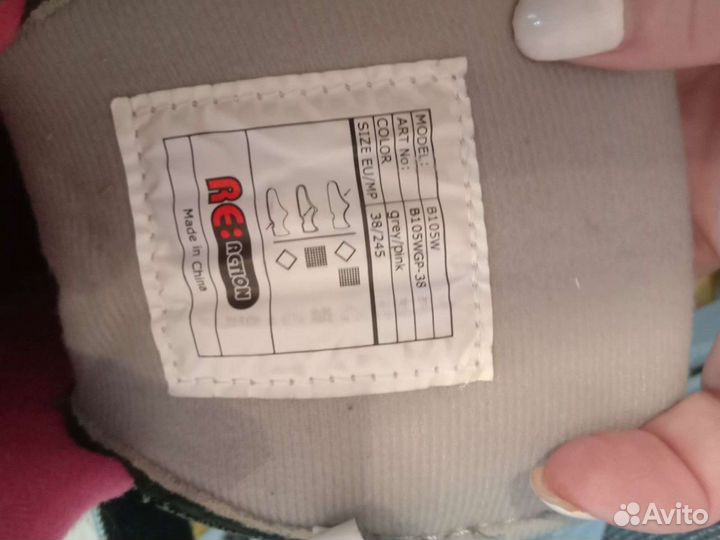 MODEL: B105W
ART No: B105WGP-38
COLOR grey/pink
SIZE EU/MP 38/245
RE:ACTION
Made in China
Avito